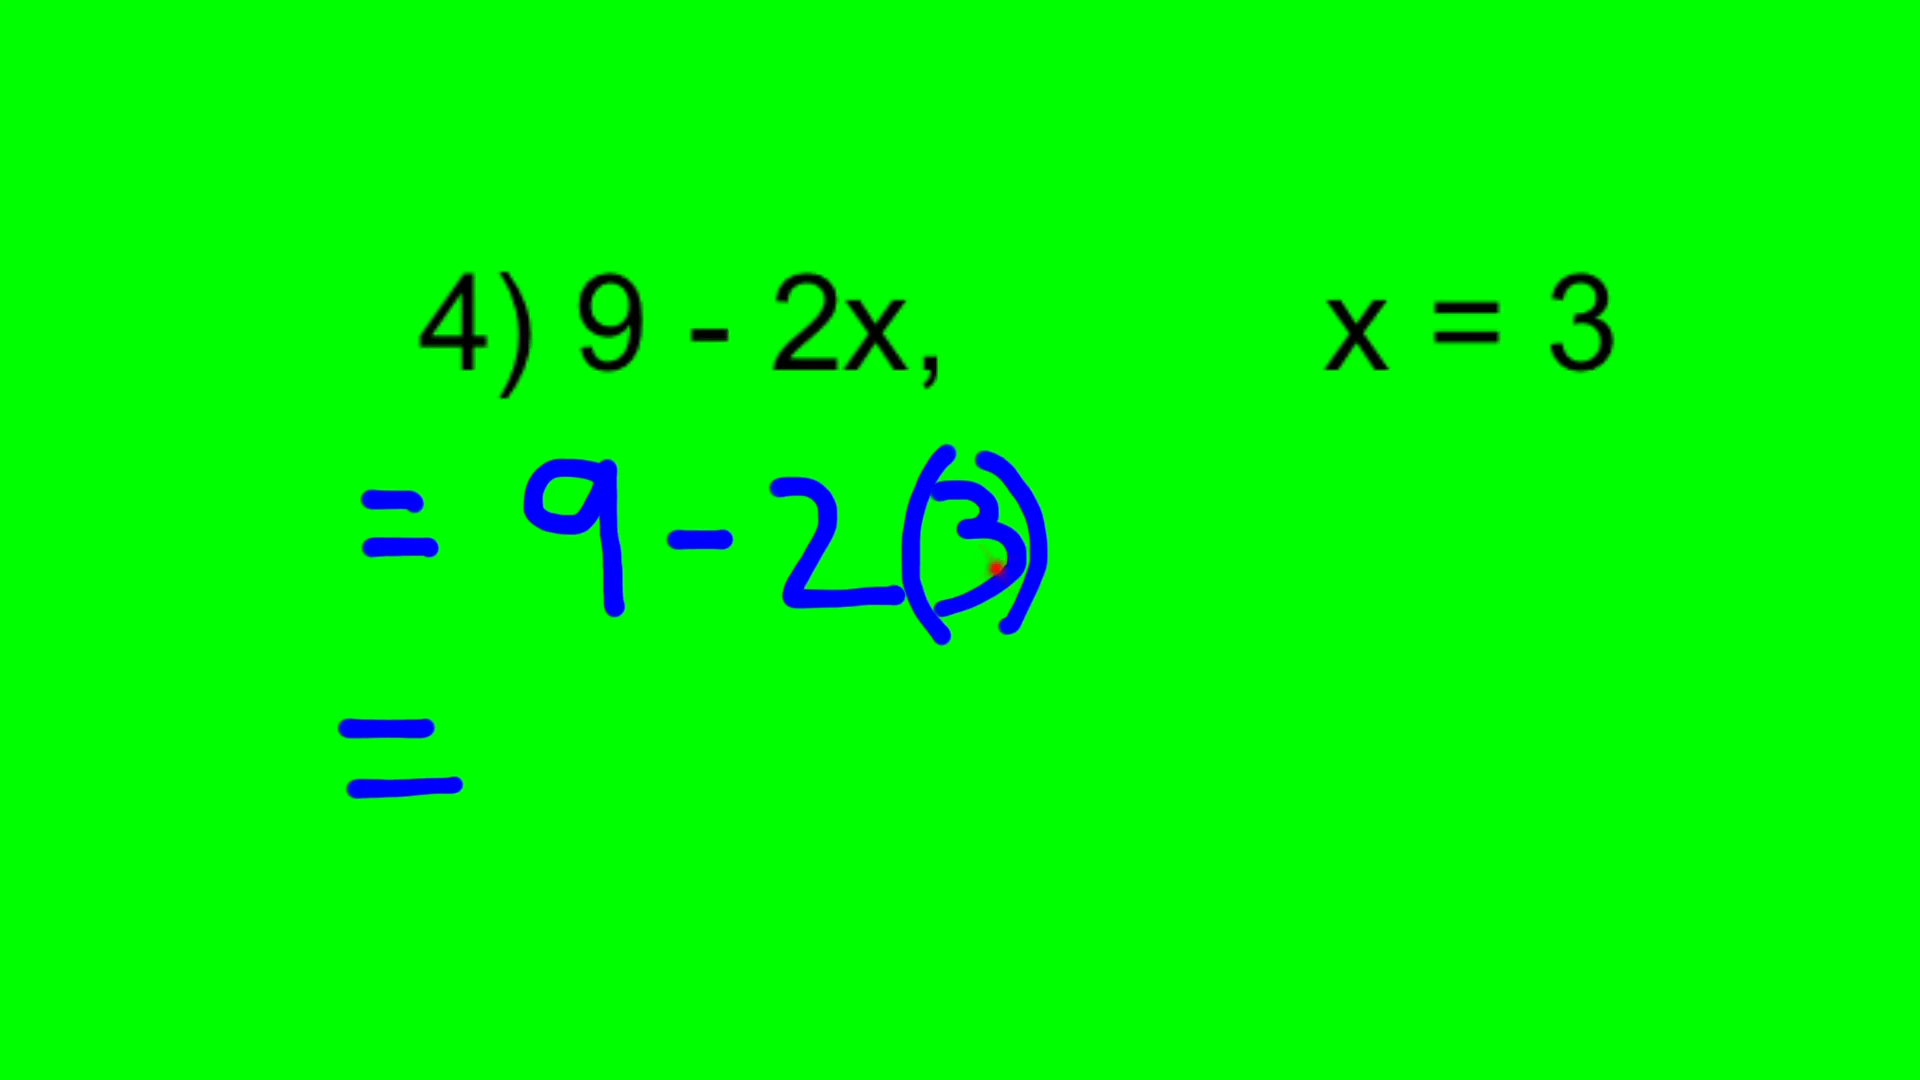 4) 9 - 2x, x = 3
= 9 - 2(3)
=